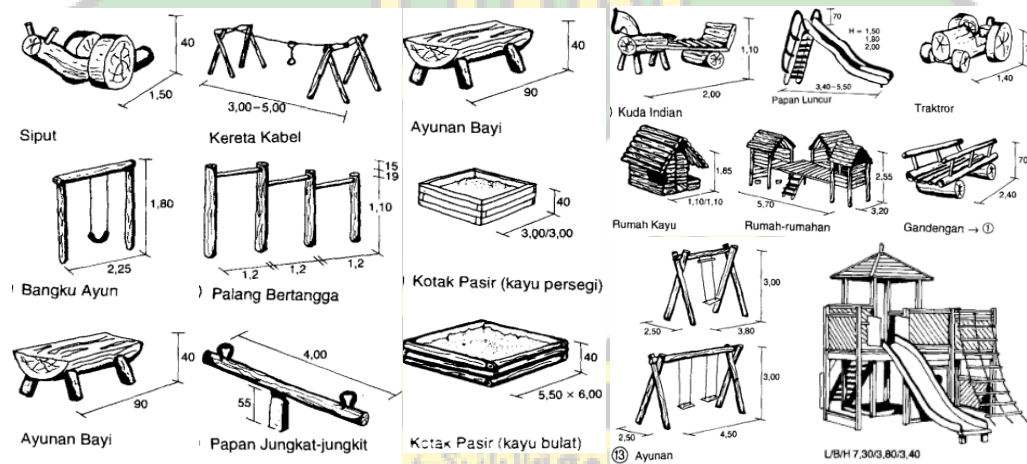 40
1,50
Siput
3,00–5,00
Kereta Kabel
40
90
Ayunan Bayi
1,10
2,00
) Kuda Indian
70
H = 1,50
1,80
2,00
3,40–5,50
Papan Luncur
1,40
Traktror
1,80
2,25
Bangku Ayun
15
19
1,10
1,2
1,2
1,2
) Palang Bertangga
40
3,00/3,00
Kotak Pasir (kayu persegi)
1,85
1,10/1,10
Rumah Kayu
5,70
2,55
3,20
Rumah-rumahan
70
2,40
Gandengan → ①
40
90
Ayunan Bayi
4,00
55
Papan Jungkat-jungkit
40
5,50 × 6,00
Kotak Pasir (kayu bulat)
3,00
2,50
3,80
3,00
2,50
4,50
⑬ Ayunan
L/B/H 7,30/3,80/3,40